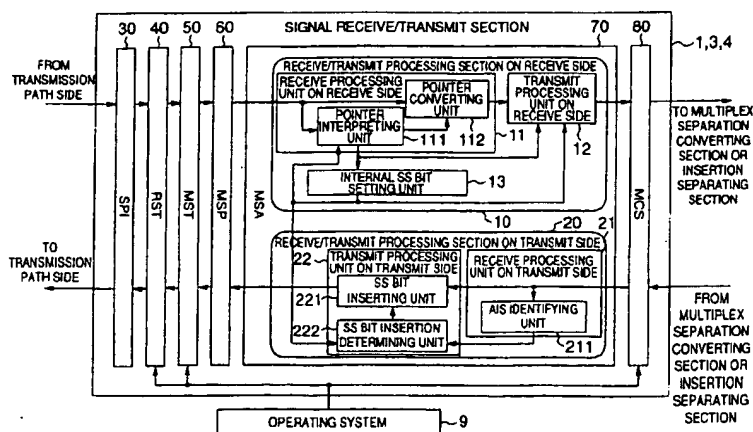 SIGNAL RECEIVE/TRANSMIT SECTION
30
40
50
60
70
80
1,3,4
FROM
TRANSMISSION
PATH SIDE
RECEIVE/TRANSMIT PROCESSING SECTION ON RECEIVE SIDE
RECEIVE PROCESSING
UNIT ON RECEIVE SIDE
POINTER
CONVERTING
UNIT
TRANSMIT
PROCESSING
UNIT ON
RECEIVE SIDE
POINTER
INTERPRETING
UNIT
111
112
11
12
INTERNAL SS BIT
SETTING UNIT
13
10
TO MULTIPLEX
SEPARATION
CONVERTING
SECTION OR
INSERTION
SEPARATING
SECTION
SPI
RST
MST
MSP
MSA
MCS
20
21
TO
TRANSMISSION
PATH SIDE
RECEIVE/TRANSMIT PROCESSING SECTION ON TRANSMIT SIDE
22
TRANSMIT PROCESSING
UNIT ON TRANSMIT SIDE
RECEIVE PROCESSING
UNIT ON
TRANSMIT SIDE
221
SS BIT
INSERTING UNIT
222
SS BIT INSERTION
DETERMINING UNIT
AIS IDENTIFYING
UNIT
211
FROM
MULTIPLEX
SEPARATION
CONVERTING
SECTION OR
INSERTION
SEPARATING
SECTION
OPERATING SYSTEM
9